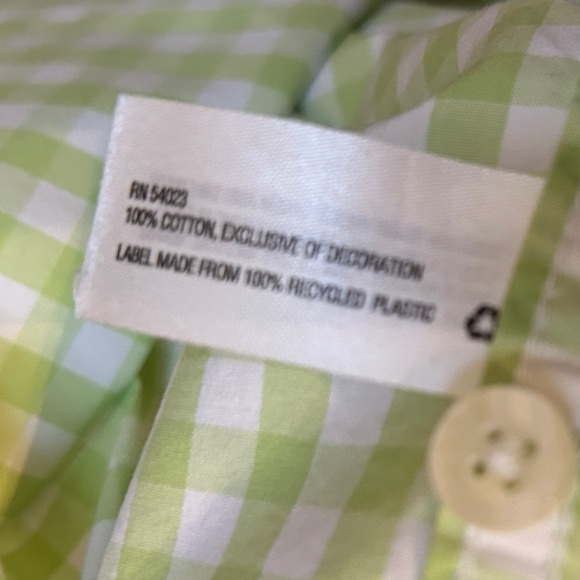 RN 54023
100% COTTON, EXCLUSIVE OF DECORATION
LABEL MADE FROM 100% RECYCLED PLASTIC